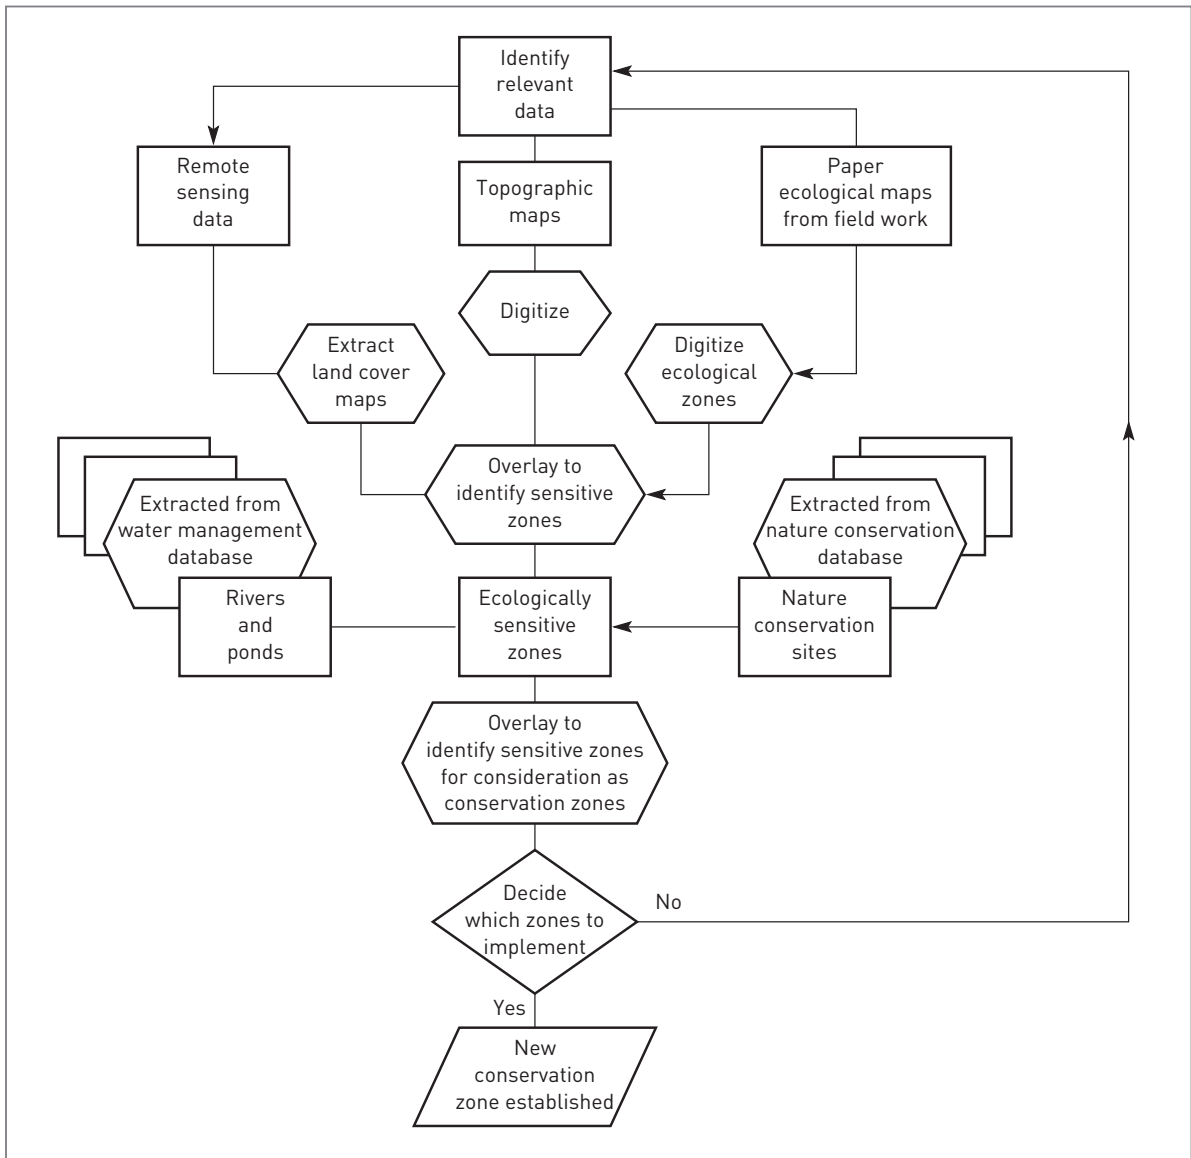 Identify
relevant
data
Remote
sensing
data
Topographic
maps
Paper
ecological maps
from field work
Digitize
Extract
land cover
maps
Digitize
ecological
zones
Overlay to
identify sensitive
zones
Extracted from
water management
database
Extracted from
nature conservation
database
Rivers
and
ponds
Ecologically
sensitive
zones
Nature
conservation
sites
Overlay to
identify sensitive zones
for consideration as
conservation zones
Decide
which zones to
implement
No
Yes
New
conservation
zone established